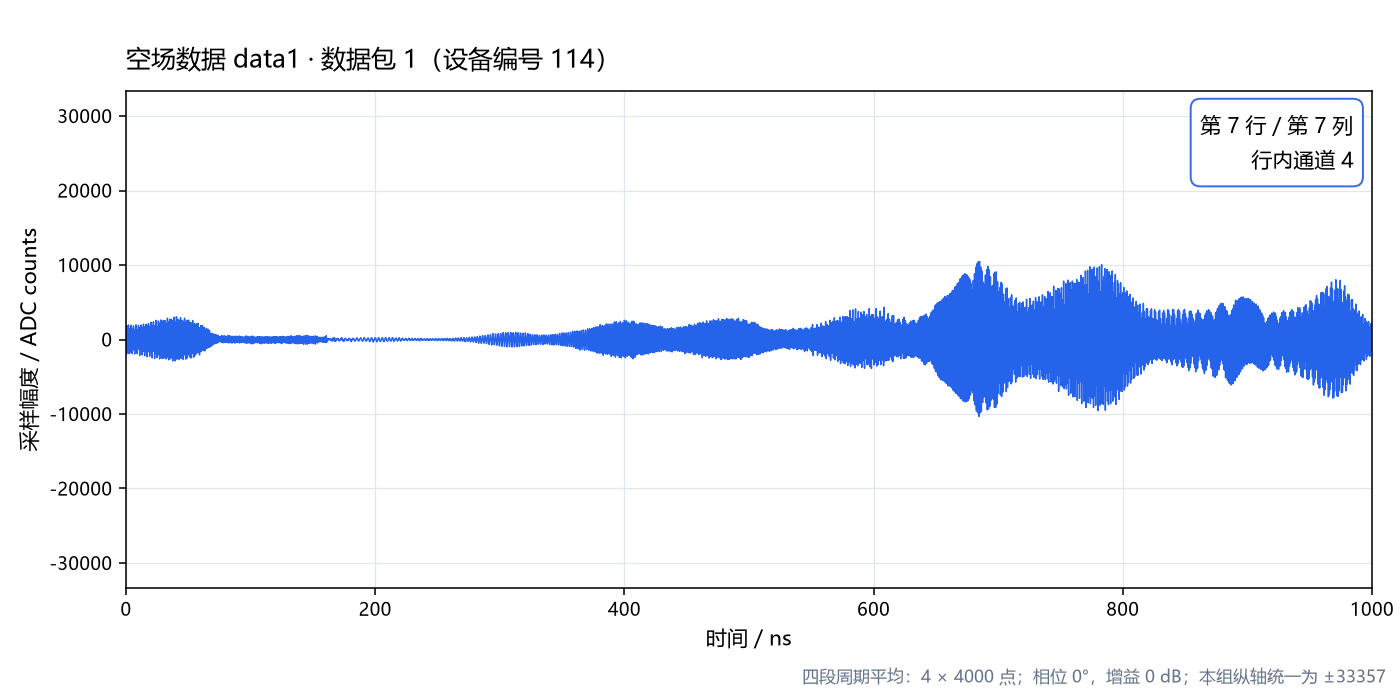 空场数据 data1 · 数据包 1（设备编号 114）
第 7 行 / 第 7 列
行内通道 4
采样幅度 / ADC counts
30000
20000
10000
0
-10000
-20000
-30000
0 200 400 600 800 1000
时间 / ns
四段周期平均：4 × 4000 点；相位 0°，增益 0 dB；本组纵轴统一为 ±33357